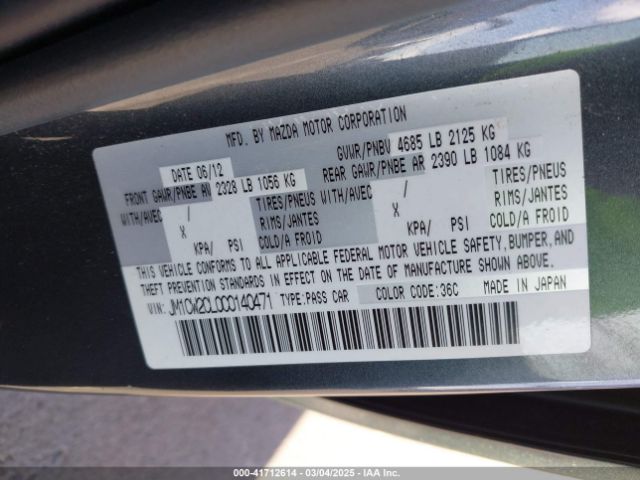 MFD. BY MAZDA MOTOR CORPORATION
DATE 06/12 GVWR/PNBV 4685 LB 2125 KG
FRONT GAWR/PNBE AV 2328 LB 1056 KG REAR GAWR/PNBE AR 2390 LB 1084 KG
WITH/AVEC / TIRES/PNEUS WITH/AVEC / TIRES/PNEUS
X RIMS/JANTES X RIMS/JANTES
KPA/ PSI COLD/A FROID KPA/ PSI COLD/A FROID
THIS VEHICLE CONFORMS TO ALL APPLICABLE FEDERAL MOTOR VEHICLE SAFETY, BUMPER, AND
THEFT PREVENTION STANDARDS IN EFFECT ON THE DATE OF MANUFACTURE SHOWN ABOVE.
VIN: JM1CW2CL0D0140471 TYPE:PASS CAR COLOR CODE:36C MADE IN JAPAN
000-41712614 - 03/04/2025 - IAA Inc.